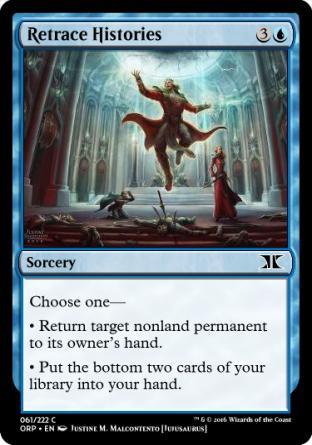 Retrace Histories 3
Sorcery
Choose one—
• Return target nonland permanent
to its owner's hand.
• Put the bottom two cards of your
library into your hand.
061/222 C
ORP • EN Justine M. Malcontento [Jufusaurus]
™ & © 2016 Wizards of the Coast